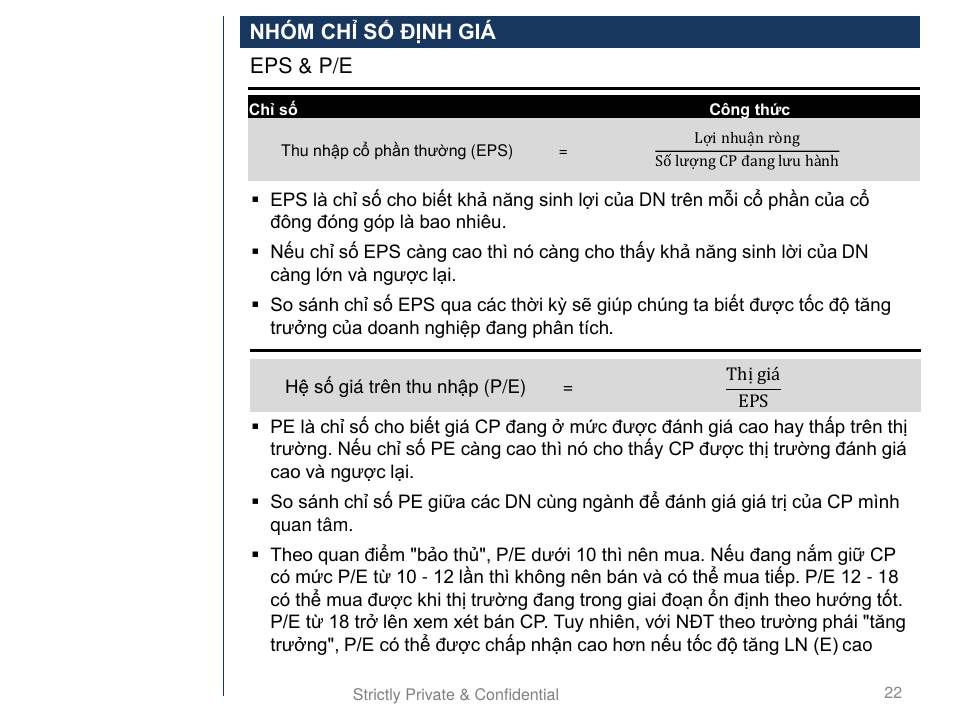 NHÓM CHỈ SỐ ĐỊNH GIÁ
EPS & P/E
Chỉ số Công thức
Thu nhập cổ phần thường (EPS) = Lợi nhuận ròng
Số lượng CP đang lưu hành
▪ EPS là chỉ số cho biết khả năng sinh lợi của DN trên mỗi cổ phần của cổ
đông đóng góp là bao nhiêu.
▪ Nếu chỉ số EPS càng cao thì nó càng cho thấy khả năng sinh lời của DN
càng lớn và ngược lại.
▪ So sánh chỉ số EPS qua các thời kỳ sẽ giúp chúng ta biết được tốc độ tăng
trưởng của doanh nghiệp đang phân tích.
Hệ số giá trên thu nhập (P/E) = Thị giá
EPS
▪ PE là chỉ số cho biết giá CP đang ở mức được đánh giá cao hay thấp trên thị
trường. Nếu chỉ số PE càng cao thì nó cho thấy CP được thị trường đánh giá
cao và ngược lại.
▪ So sánh chỉ số PE giữa các DN cùng ngành để đánh giá giá trị của CP mình
quan tâm.
▪ Theo quan điểm "bảo thủ", P/E dưới 10 thì nên mua. Nếu đang nắm giữ CP
có mức P/E từ 10 - 12 lần thì không nên bán và có thể mua tiếp. P/E 12 - 18
có thể mua được khi thị trường đang trong giai đoạn ổn định theo hướng tốt.
P/E từ 18 trở lên xem xét bán CP. Tuy nhiên, với NĐT theo trường phái "tăng
trưởng", P/E có thể được chấp nhận cao hơn nếu tốc độ tăng LN (E) cao
Strictly Private & Confidential 22